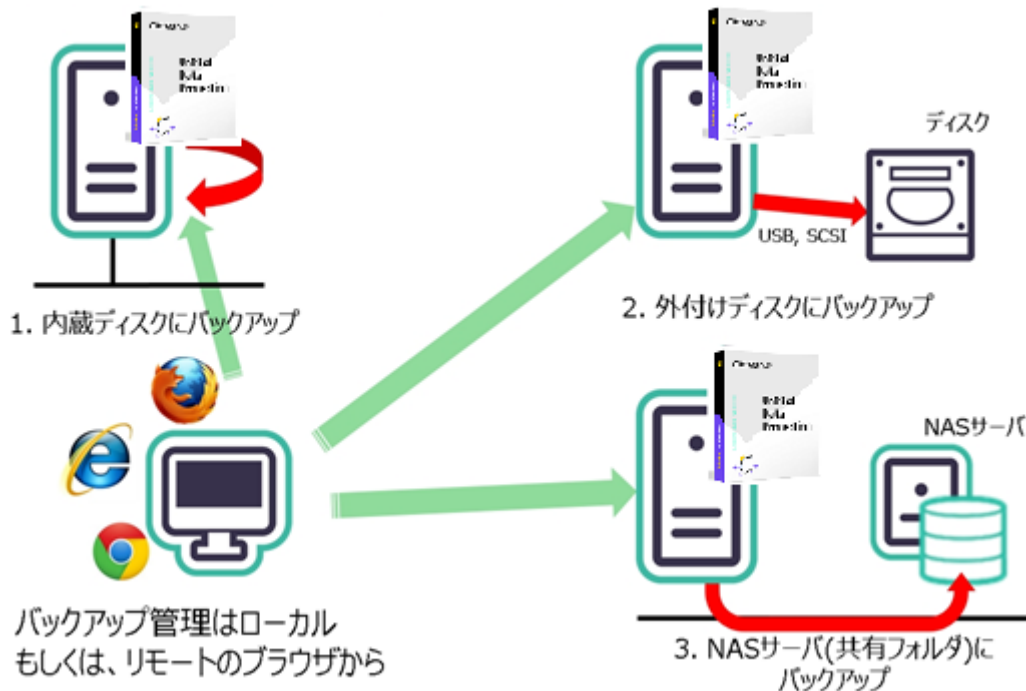 ディスク
USB, SCSI
1. 内蔵ディスクにバックアップ
2. 外付けディスクにバックアップ
NASサーバ
バックアップ管理はローカル
もしくは、リモートのブラウザから
3. NASサーバ(共有フォルダ)に
バックアップ